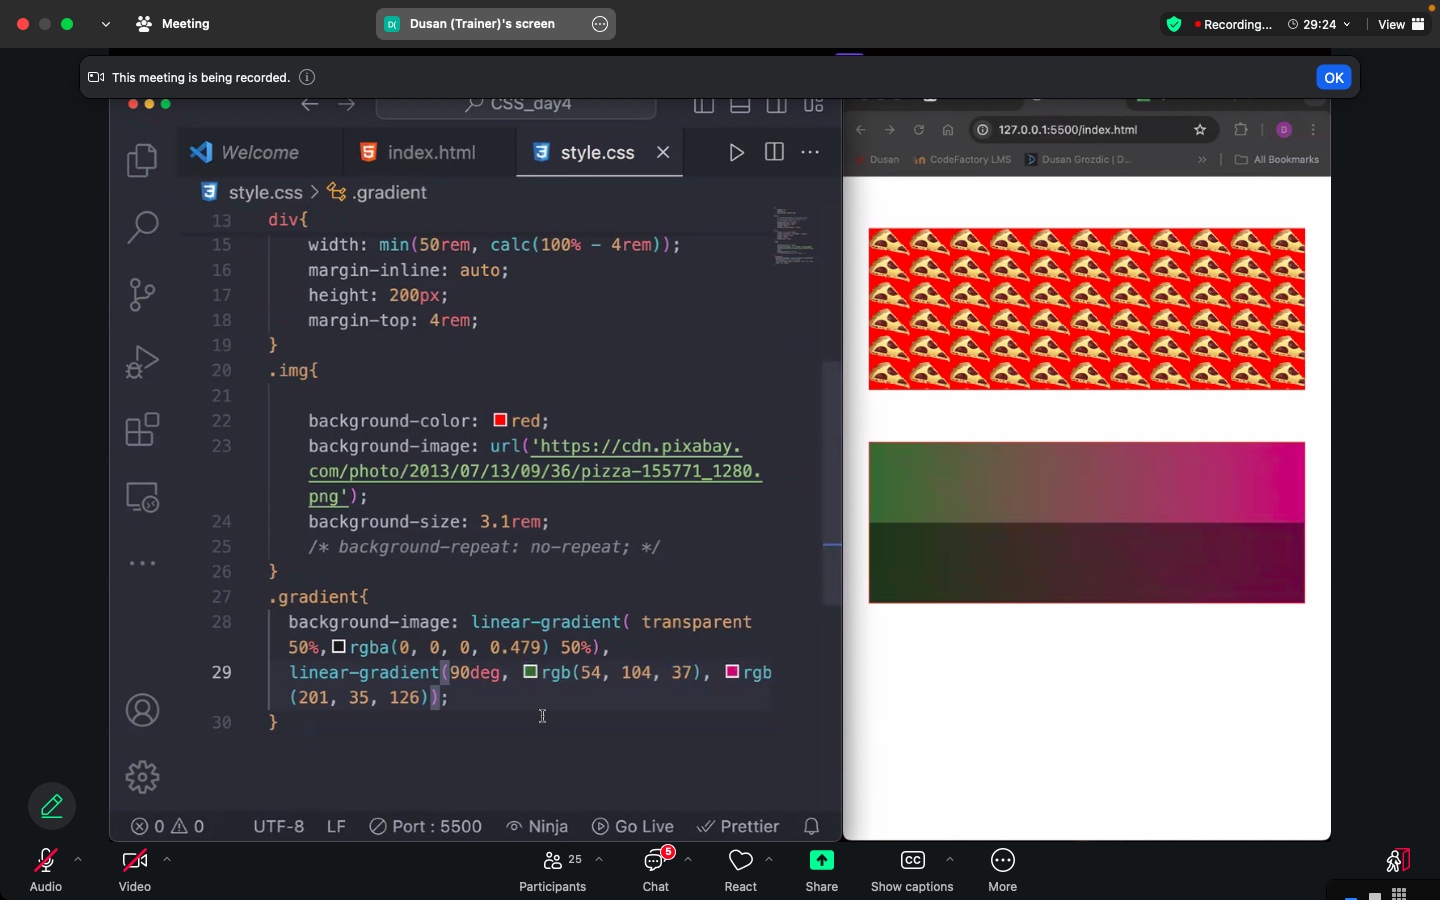 Meeting
D( Dusan (Trainer)'s screen
Recording...
29:24
View
This meeting is being recorded.
OK
CSS_day4
Welcome
index.html
style.css
style.css > .gradient
13 div{
15 width: min(50rem, calc(100% - 4rem));
16 margin-inline: auto;
17 height: 200px;
18 margin-top: 4rem;
19 }
20 .img{
21
22 background-color: red;
23 background-image: url('https://cdn.pixabay.
com/photo/2013/07/13/09/36/pizza-155771_1280.
png');
24 background-size: 3.1rem;
25 /* background-repeat: no-repeat; */
26 }
27 .gradient{
28 background-image: linear-gradient( transparent
50%, rgba(0, 0, 0, 0.479) 50%),
29 linear-gradient(90deg, rgb(54, 104, 37), rgb
(201, 35, 126));
30 }
0 0 UTF-8 LF Port : 5500 Ninja Go Live Prettier
127.0.0.1:5500/index.html
D
Dusan
CodeFactory LMS
Dusan Grozdic | D...
All Bookmarks
Audio
Video
25
Participants
5
Chat
React
Share
CC
Show captions
More